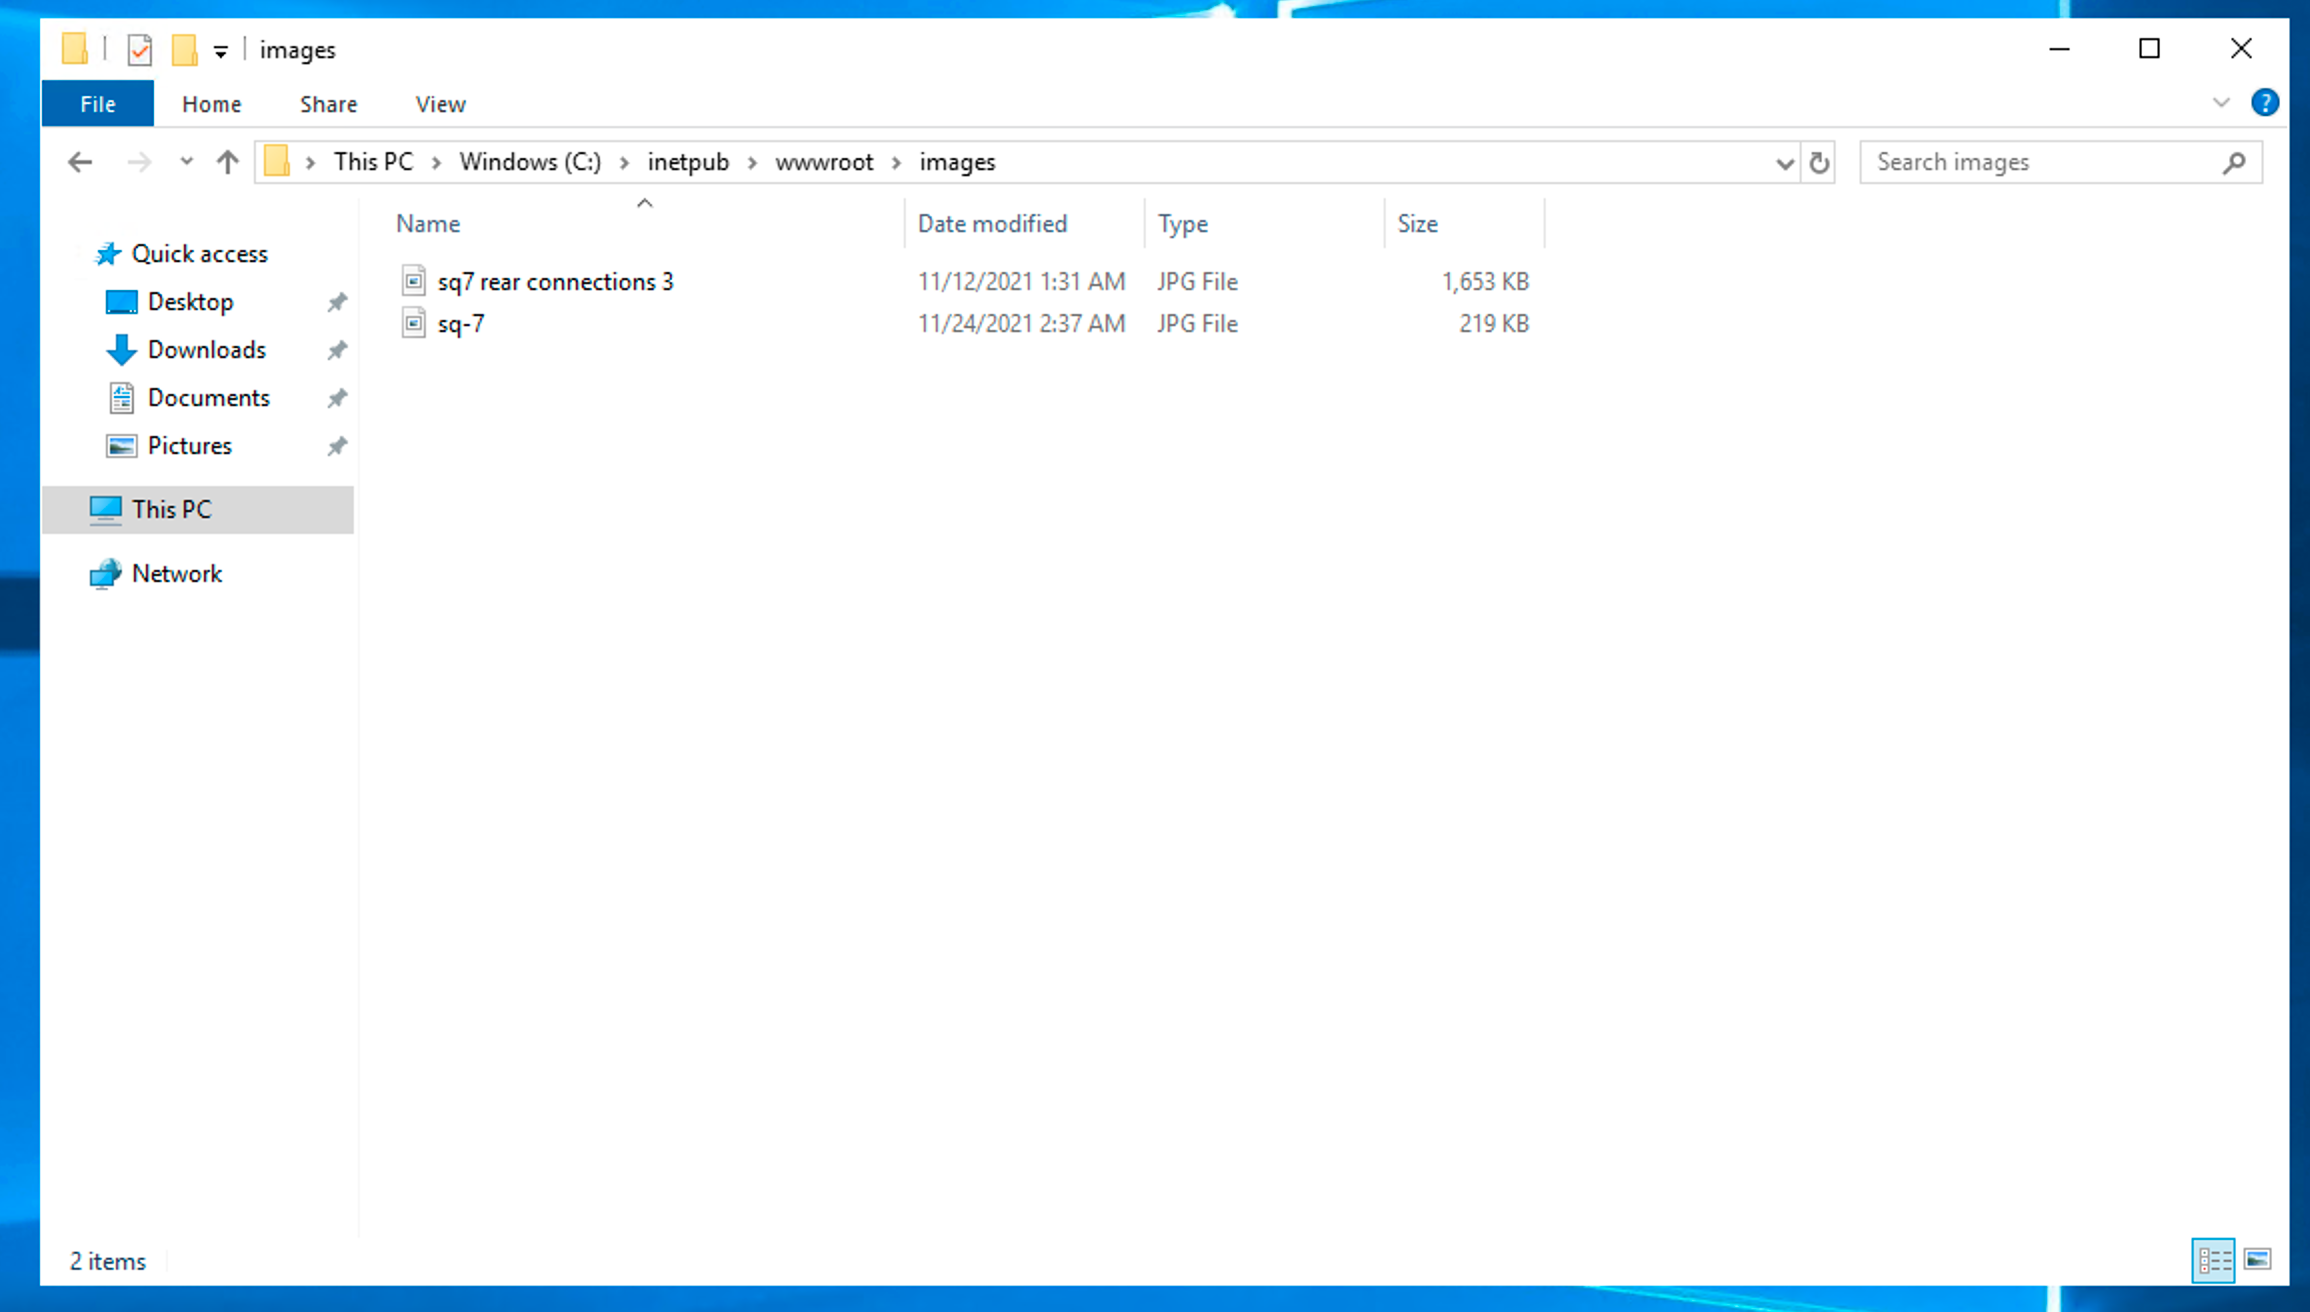 images
File Home Share View
This PC Windows (C:) inetpub wwwroot images
Search images
Name Date modified Type Size
Quick access
Desktop
Downloads
Documents
Pictures
This PC
Network
sq7 rear connections 3 11/12/2021 1:31 AM JPG File 1,653 KB
sq-7 11/24/2021 2:37 AM JPG File 219 KB
2 items